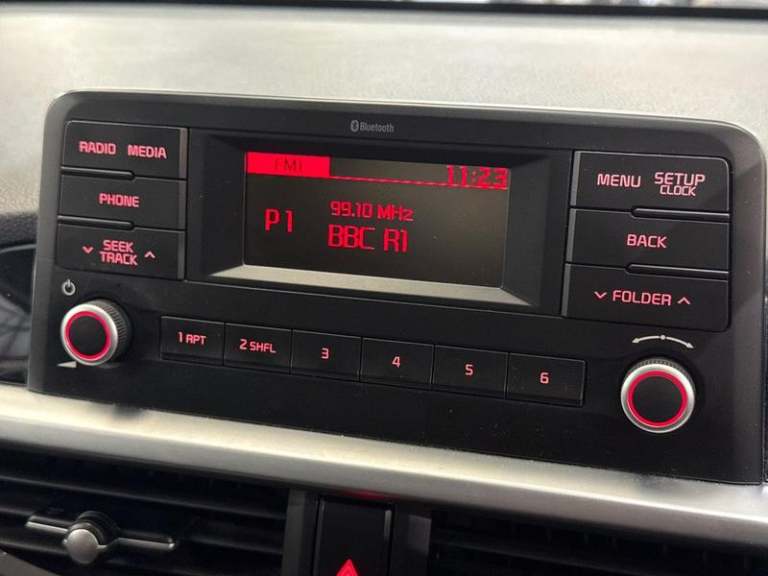 Bluetooth
RADIO MEDIA
FM1 11:23
MENU SETUP
CLOCK
PHONE
P1 99.10 MHz
BBC R1
BACK
SEEK
TRACK
FOLDER
1 RPT 2 SHFL 3 4 5 6